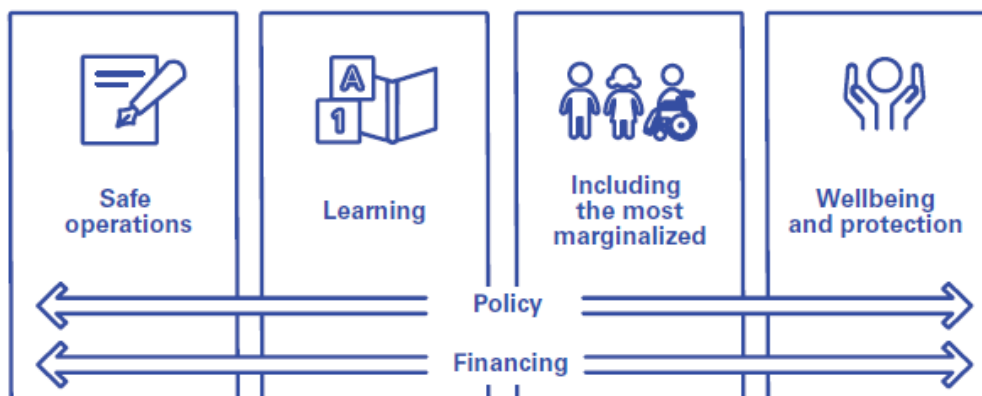 A
1
Safe
operations
Learning
Including
the most
marginalized
Wellbeing
and protection
Policy
Financing